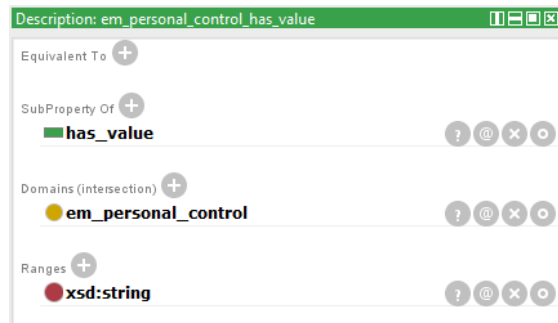 Description: em_personal_control_has_value
Equivalent To
SubProperty Of
has_value
Domains (intersection)
em_personal_control
Ranges
xsd:string